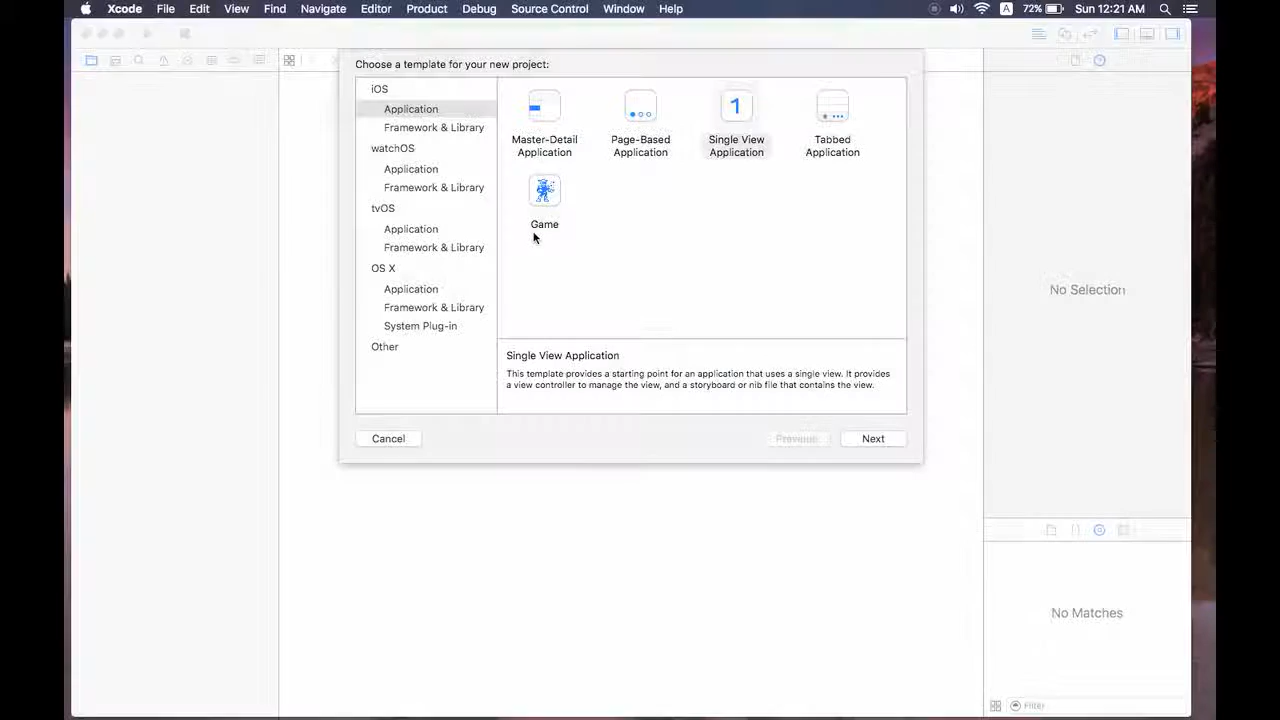 Xcode File Edit View Find Navigate Editor Product Debug Source Control Window Help A 72% Sun 12:21 AM
Choose a template for your new project:
iOS
Application
Framework & Library
watchOS
Application
Framework & Library
tvOS
Application
Framework & Library
OS X
Application
Framework & Library
System Plug-in
Other
Master-Detail
Application
Page-Based
Application
1
Single View
Application
Tabbed
Application
Game
Single View Application
This template provides a starting point for an application that uses a single view. It provides
a view controller to manage the view, and a storyboard or nib file that contains the view.
Cancel
Previous
Next
No Selection
No Matches
Filter